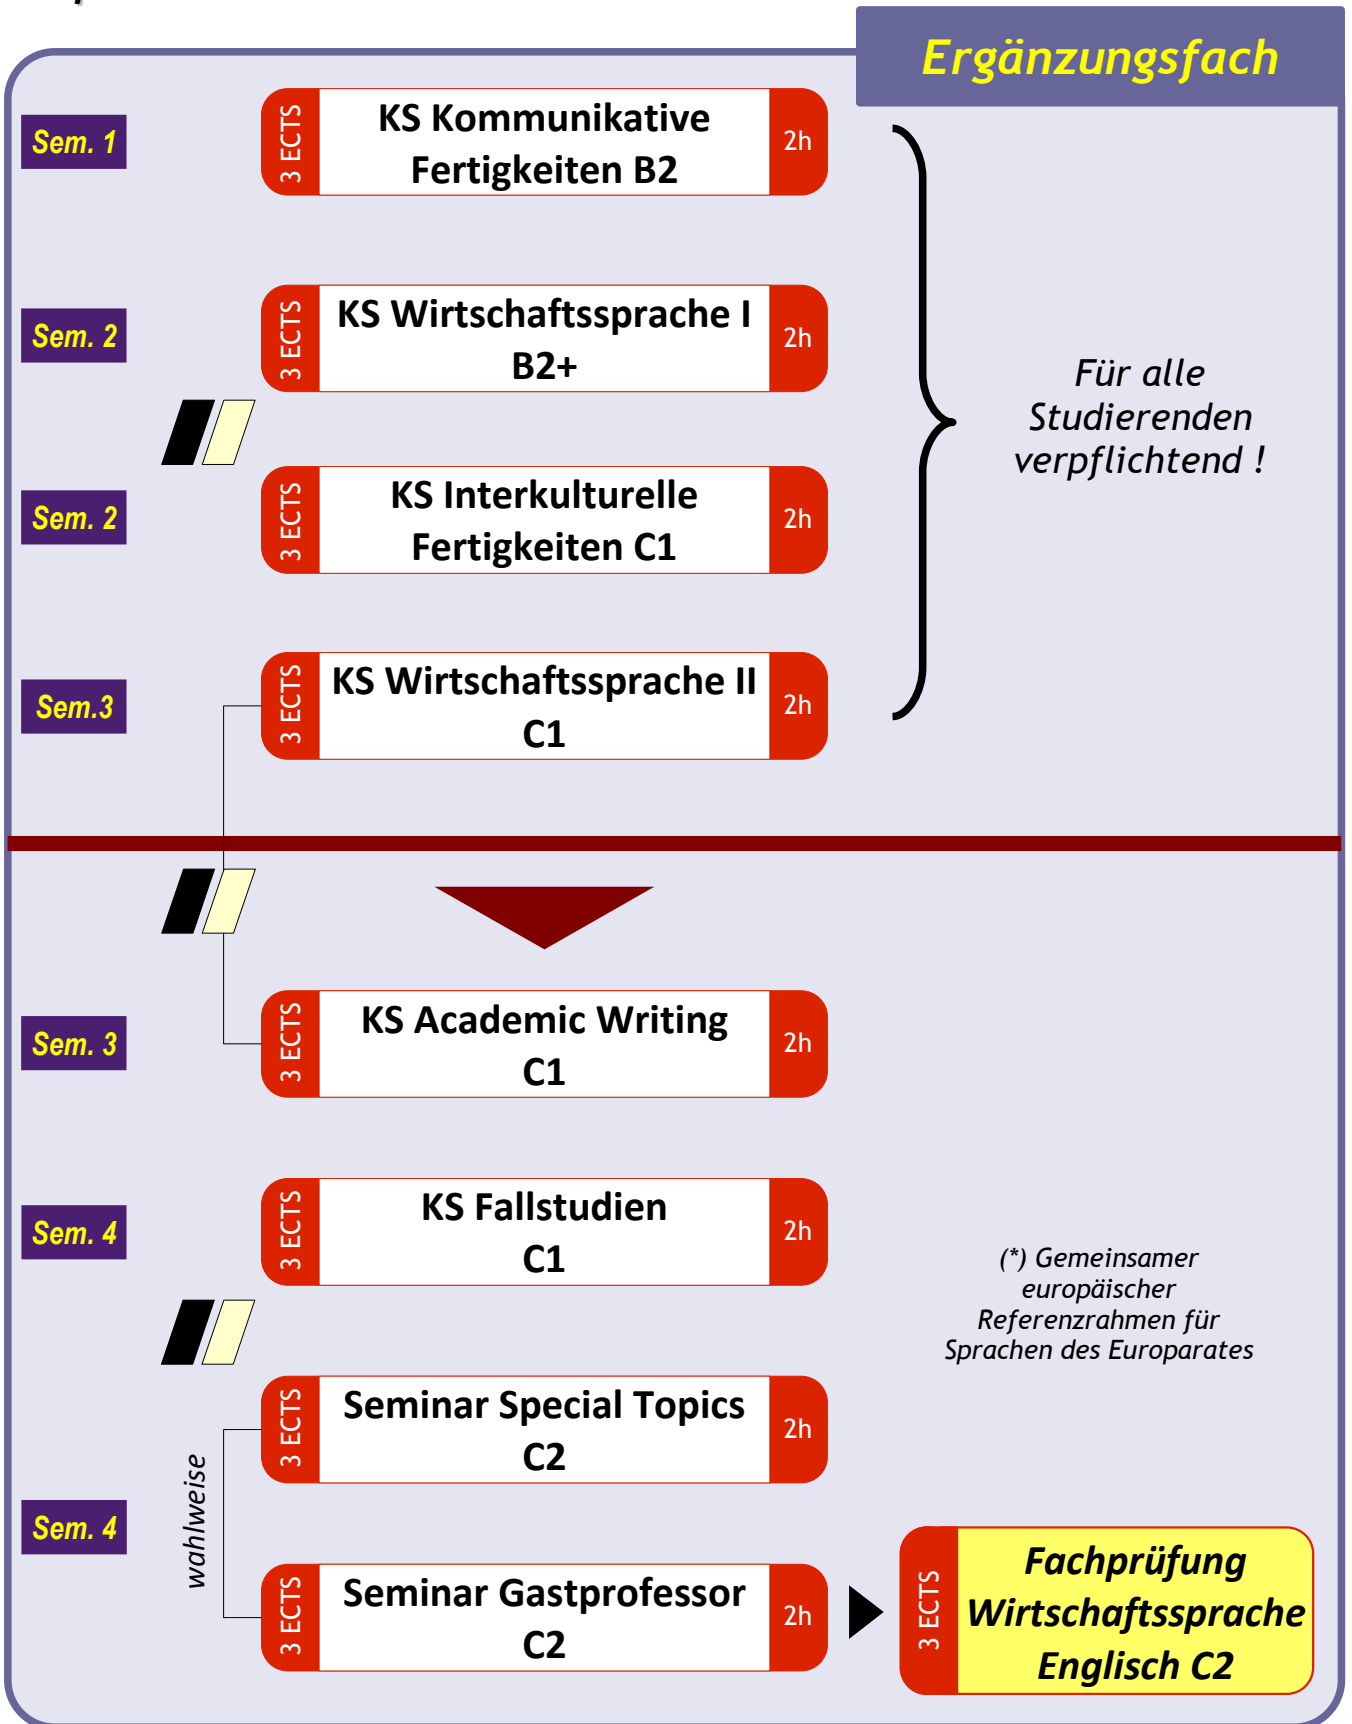 Ergänzungsfach
Sem. 1
3 ECTS
KS Kommunikative
Fertigkeiten B2
2h
Sem. 2
3 ECTS
KS Wirtschaftssprache I
B2+
2h
Für alle
Studierenden
verpflichtend !
Sem. 2
3 ECTS
KS Interkulturelle
Fertigkeiten C1
2h
Sem.3
3 ECTS
KS Wirtschaftssprache II
C1
2h
Sem. 3
3 ECTS
KS Academic Writing
C1
2h
Sem. 4
3 ECTS
KS Fallstudien
C1
2h
(*) Gemeinsamer
europäischer
Referenzrahmen für
Sprachen des Europarates
3 ECTS
Seminar Special Topics
C2
2h
wahlweise
Sem. 4
3 ECTS
Seminar Gastprofessor
C2
2h
3 ECTS
Fachprüfung
Wirtschaftssprache
Englisch C2